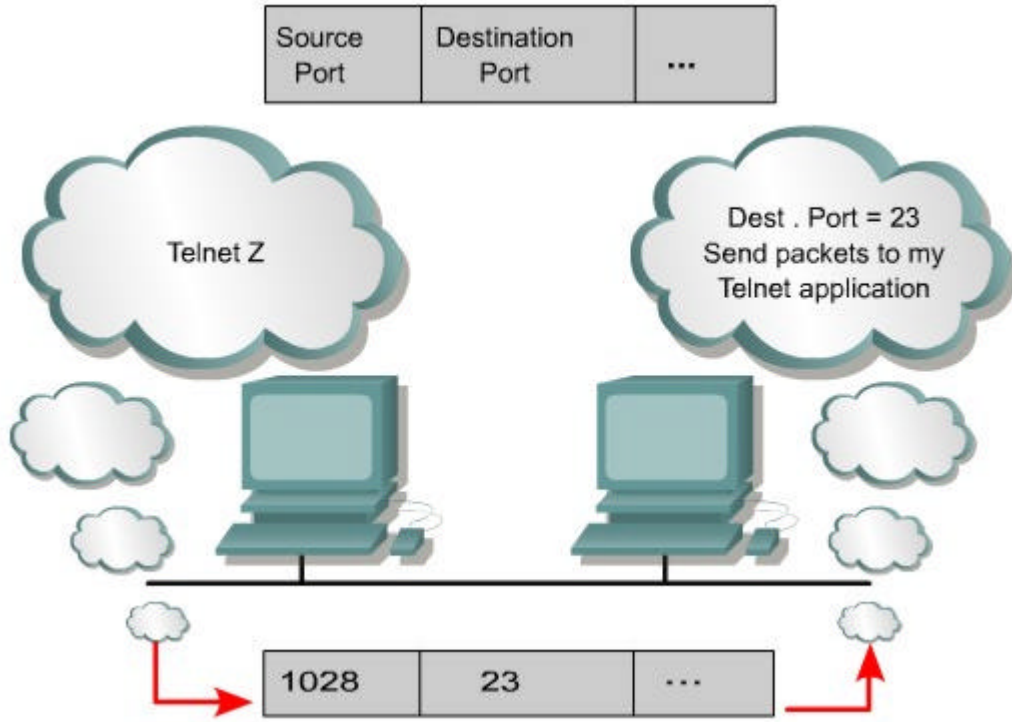 Source Destination ...
Port Port
Telnet Z
Dest . Port = 23
Send packets to my
Telnet application
1028 23 ...